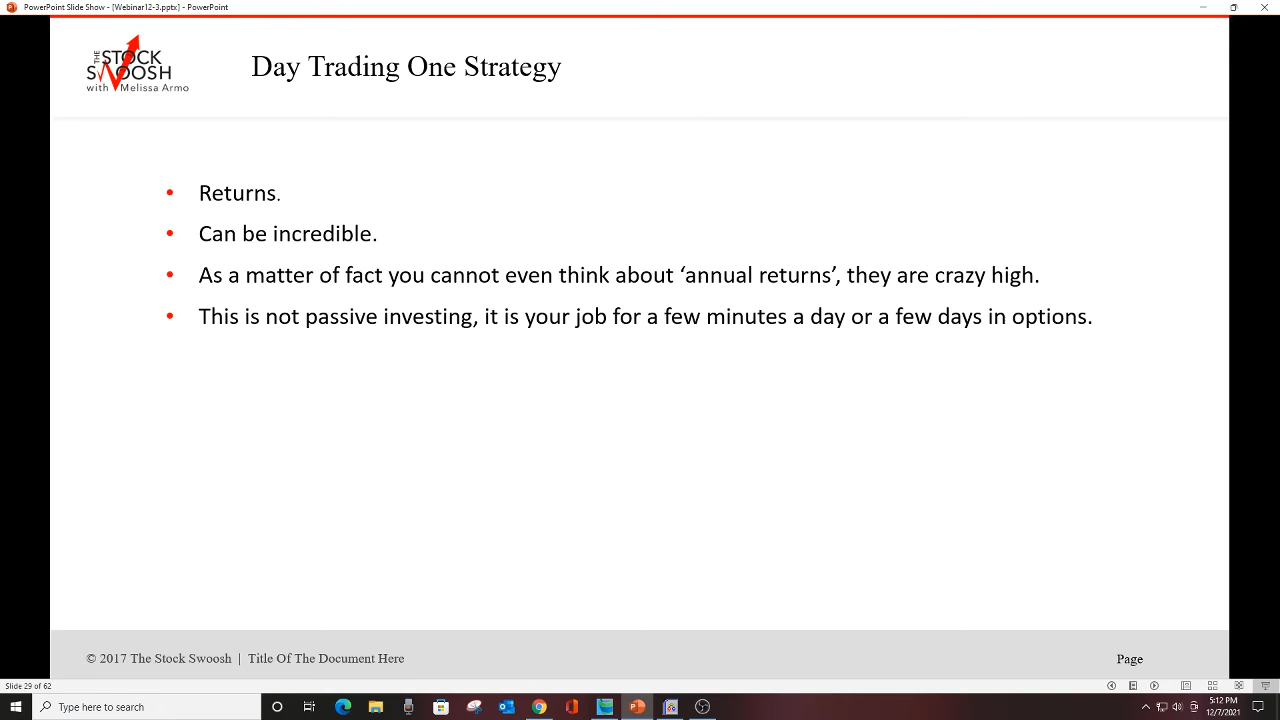 PowerPoint Slide Show - [Webinar12-3.pptx] - PowerPoint
THE STOCK
SWOOSH
with Melissa Armo
Day Trading One Strategy
• Returns.
• Can be incredible.
• As a matter of fact you cannot even think about ‘annual returns’, they are crazy high.
• This is not passive investing, it is your job for a few minutes a day or a few days in options.
© 2017 The Stock Swoosh | Title Of The Document Here
Page
Slide 29 of 62
Type here to search
5:12 PM
12/7/2021